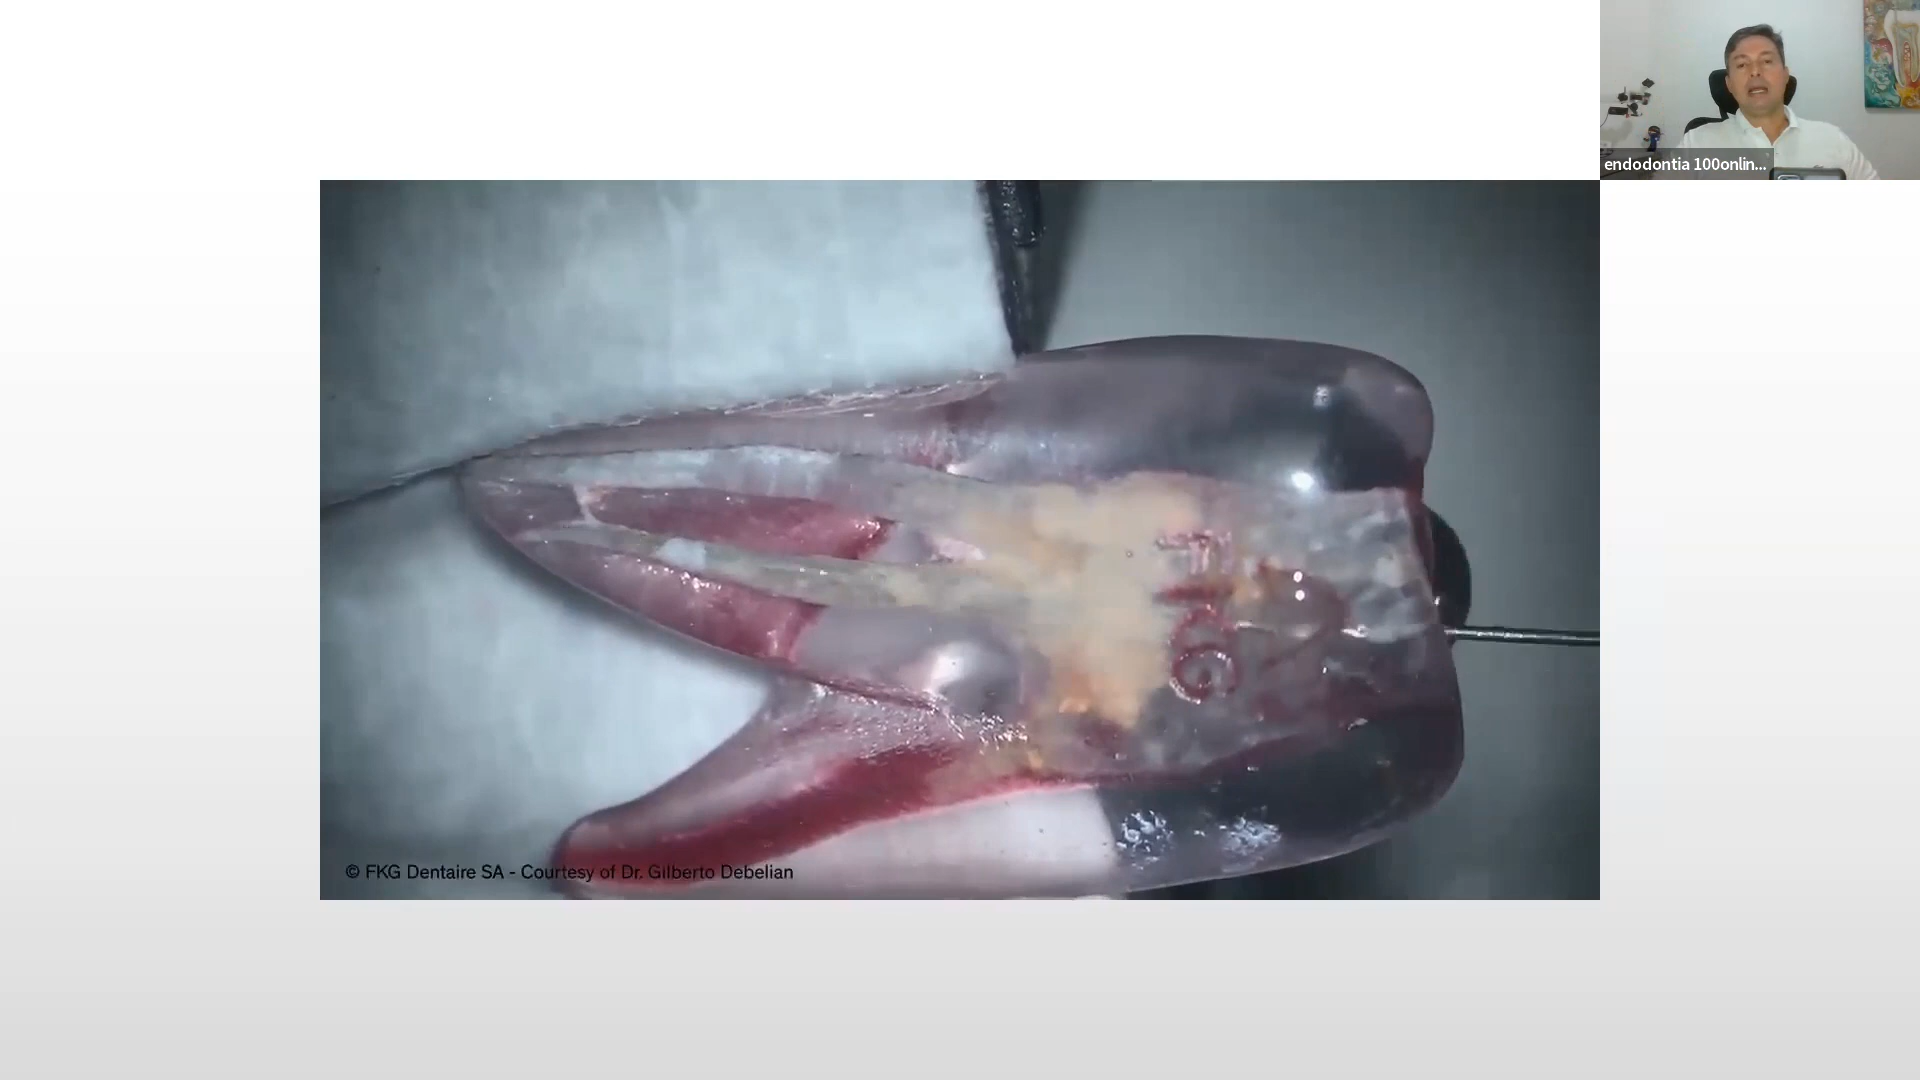 endodontia 100onlin...
FKG
© FKG Dentaire SA - Courtesy of Dr. Gilberto Debelian